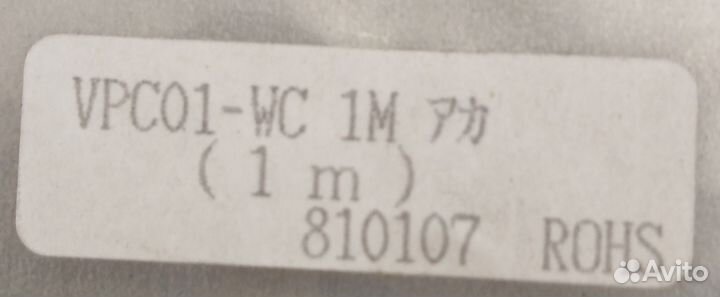 VPC01-WC 1M アカ
( 1 m )
810107 ROHS
Avito